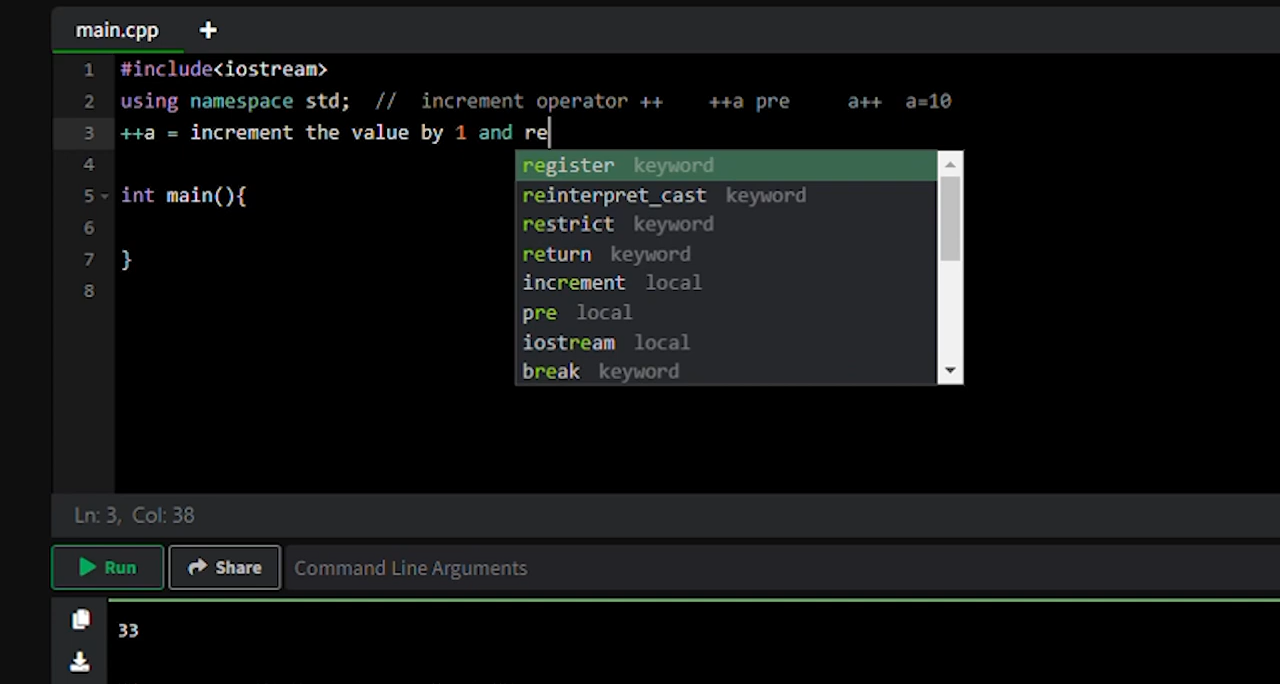 main.cpp +
1 #include<iostream>
2 using namespace std;  //  increment operator ++    ++a pre     a++  a=10
3 ++a = increment the value by 1 and re
register keyword
reinterpret_cast keyword
restrict keyword
return keyword
increment local
pre local
iostream local
break keyword
4
5 int main(){
6
7 }
8
Ln: 3, Col: 38
Run Share Command Line Arguments
33